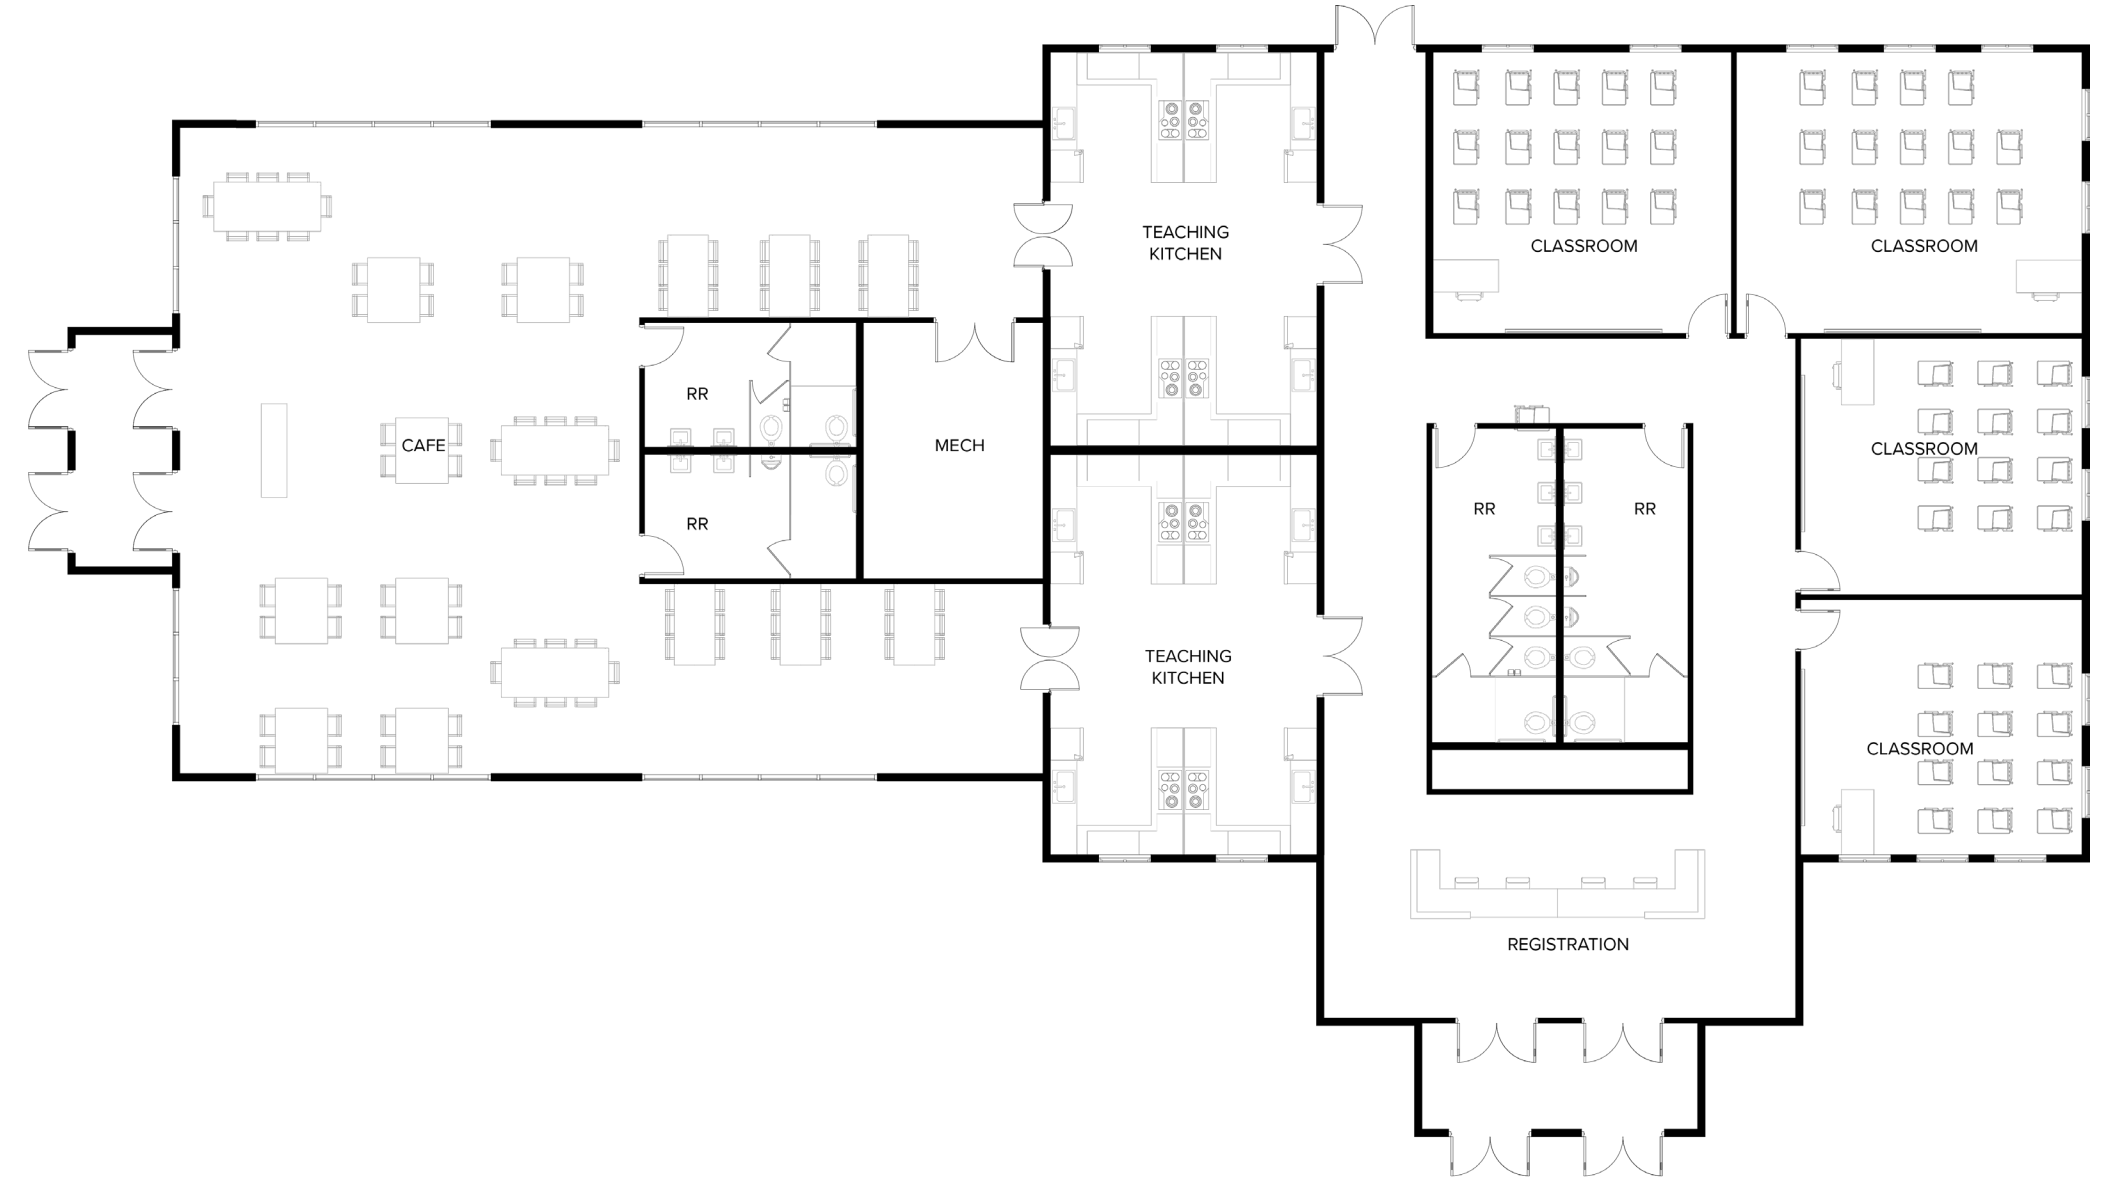 TEACHING
KITCHEN
CLASSROOM
CLASSROOM
RR
CAFE
MECH
CLASSROOM
RR
RR
RR
TEACHING
KITCHEN
CLASSROOM
REGISTRATION